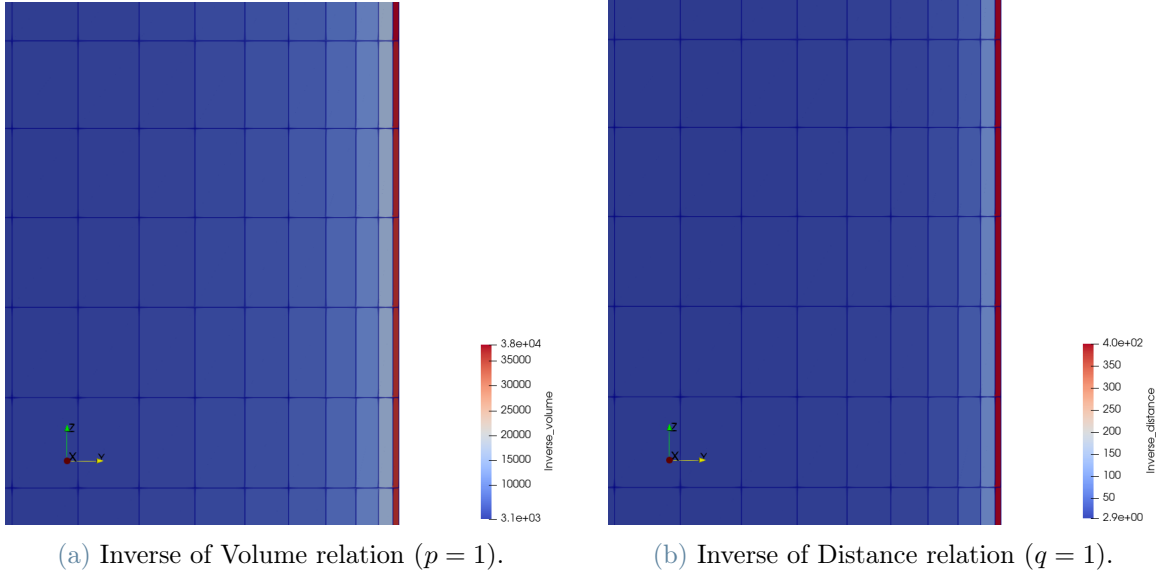 3.8e+04
35000
30000
25000
20000
15000
10000
3.1e+03
Inverse_volume
Z
X
Y
4.0e+02
350
300
250
200
150
100
50
2.9e+00
Inverse_distance
Z
X
Y
(a) Inverse of Volume relation (p = 1).
(b) Inverse of Distance relation (q = 1).